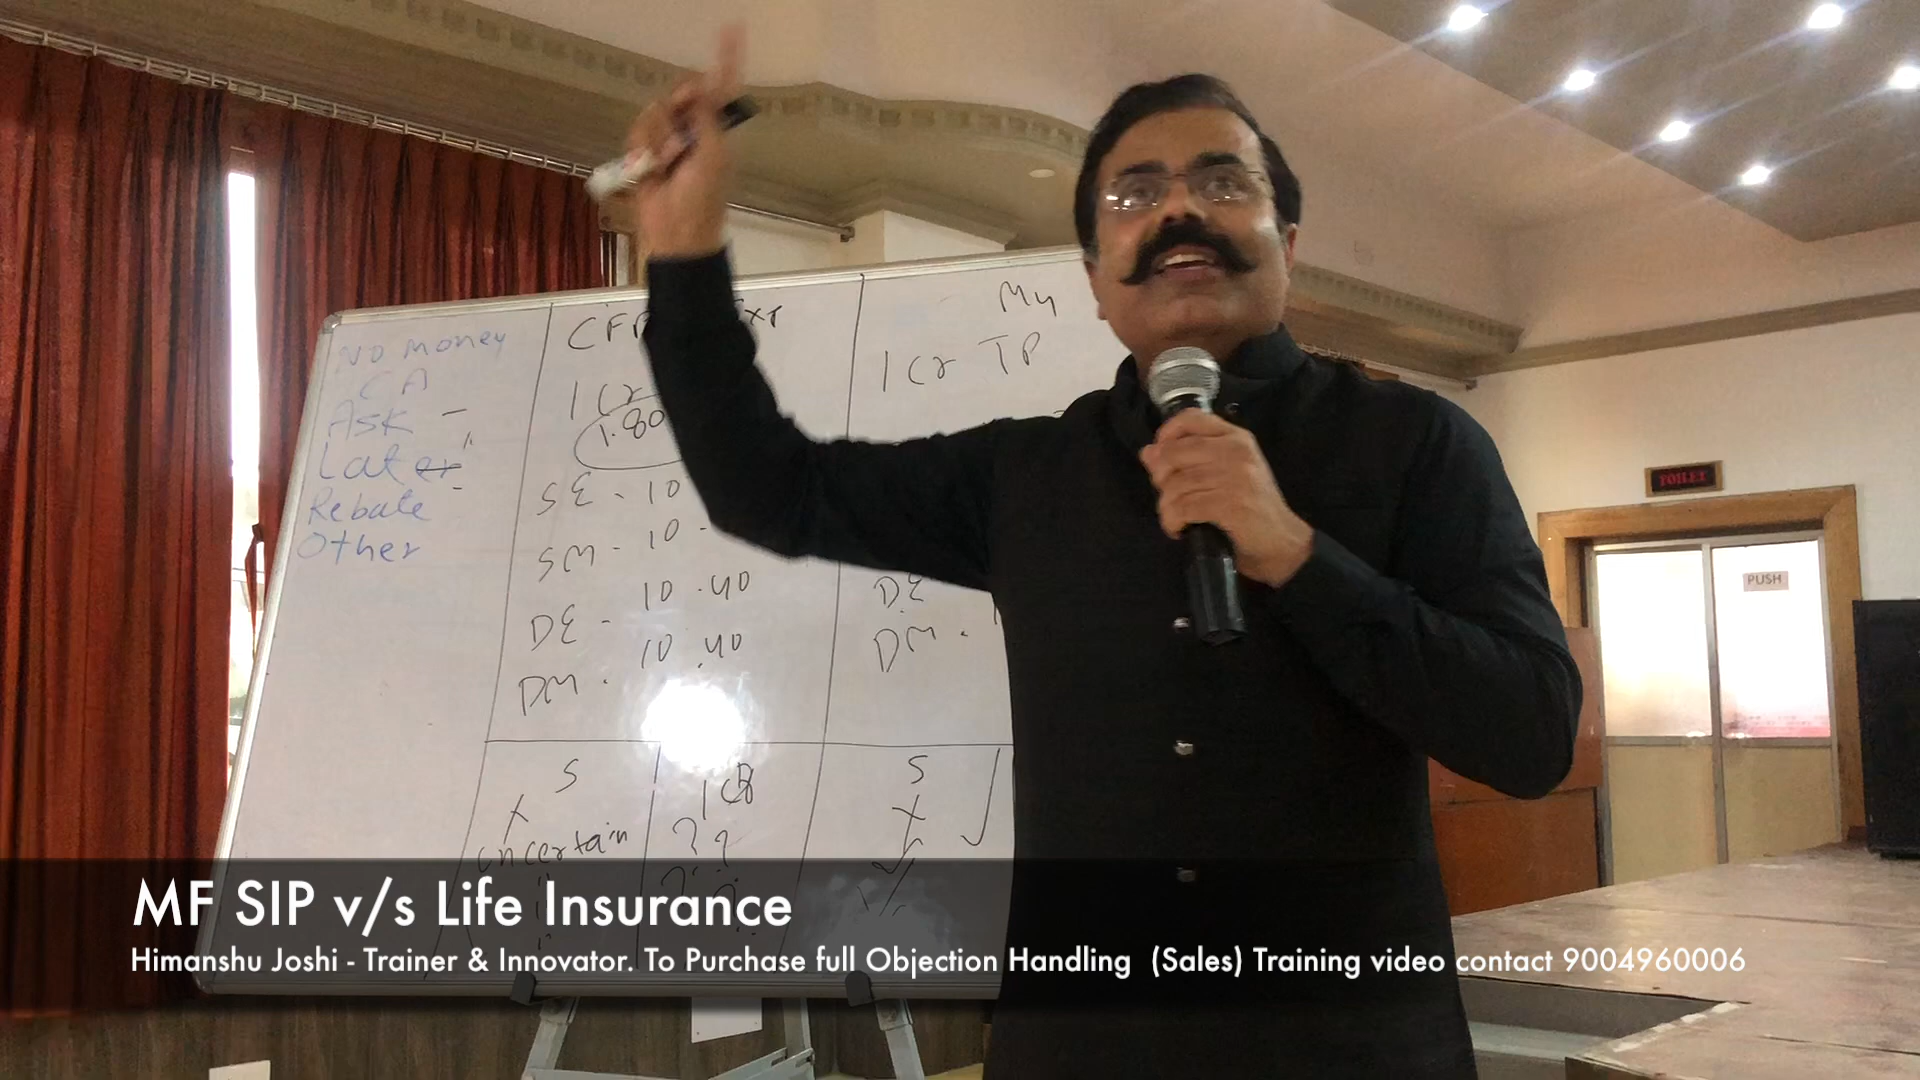 NO money
CA
Ask -
Later "
Rebate
Other
1 Cr
1.80
SE - 10
SM - 10 -
10 . 40
DE -
10 . 40
DM .
S
X
uncertain
1 CR
? ?
My
1 Cr TP
DE
DM .
S
X
TOILET
PUSH
MF SIP v/s Life Insurance
Himanshu Joshi - Trainer & Innovator. To Purchase full Objection Handling (Sales) Training video contact 9004960006